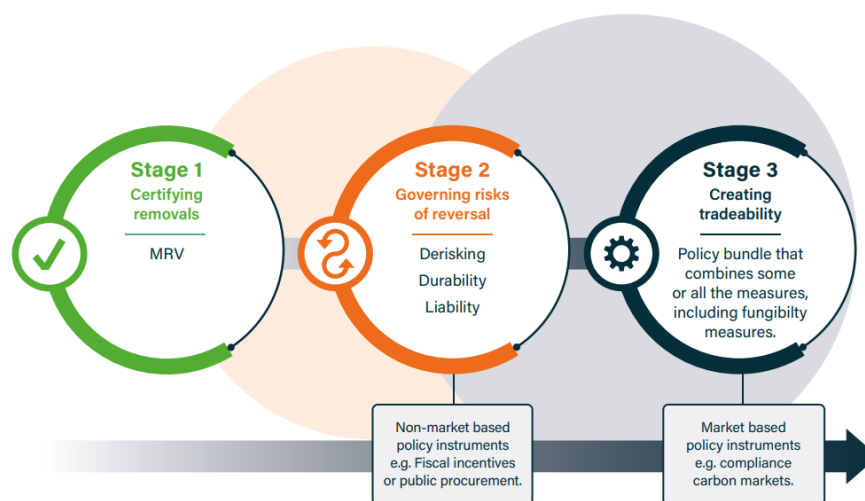 Stage 1
Certifying
removals
MRV
Stage 2
Governing risks
of reversal
Derisking
Durability
Liability
Stage 3
Creating
tradeability
Policy bundle that
combines some
or all the measures,
including fungibilty
measures.
Non-market based
policy instruments
e.g. Fiscal incentives
or public procurement.
Market based
policy instruments
e.g. compliance
carbon markets.